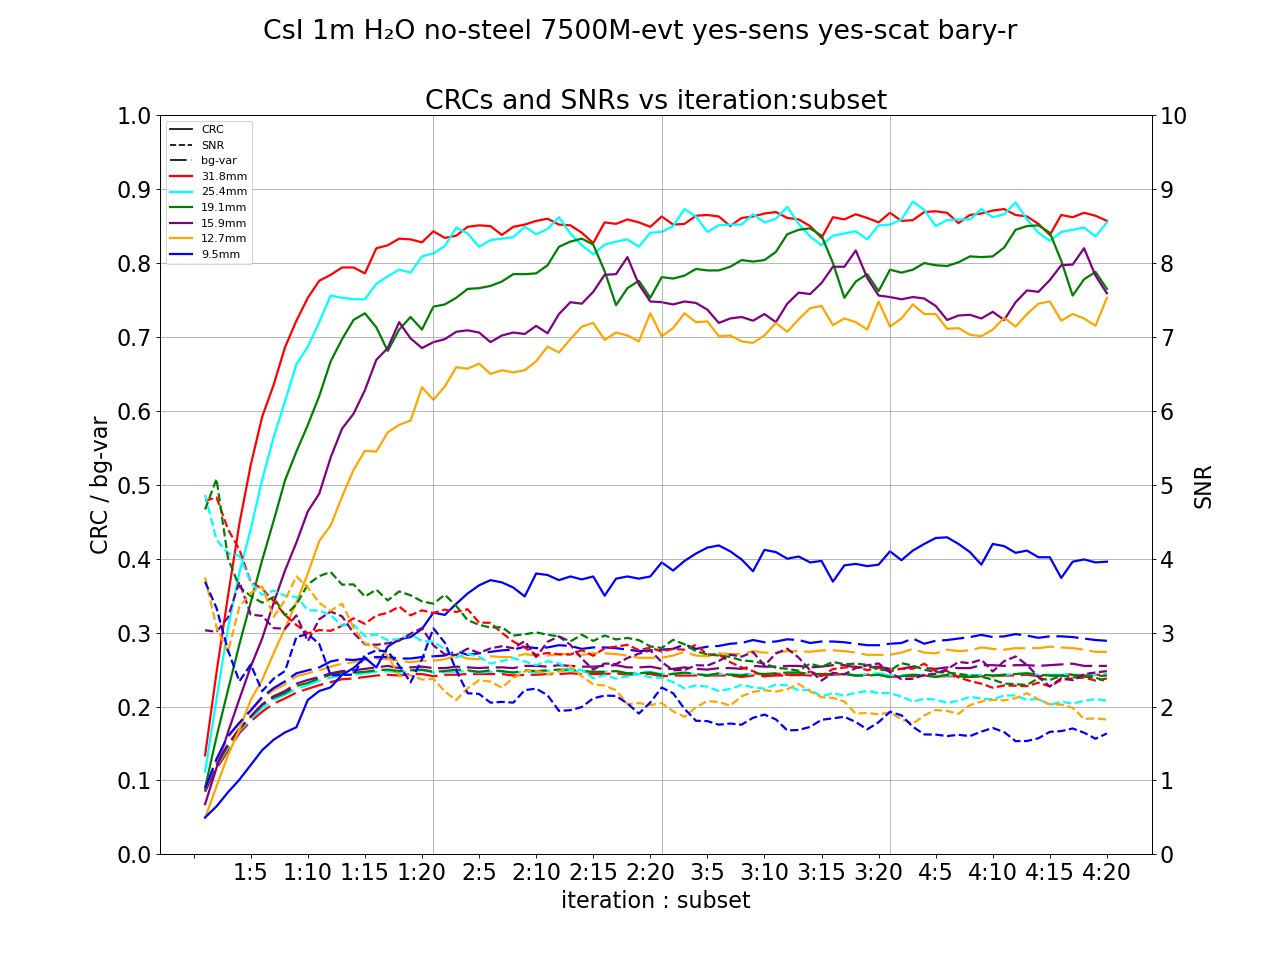 CsI 1m H₂O no-steel 7500M-evt yes-sens yes-scat bary-r
CRCs and SNRs vs iteration:subset
CRC
SNR
bg-var
31.8mm
25.4mm
19.1mm
15.9mm
12.7mm
9.5mm
1.0
0.9
0.8
0.7
0.6
0.5
0.4
0.3
0.2
0.1
0.0
CRC / bg-var
10
9
8
7
6
5
4
3
2
1
0
SNR
1:5 1:10 1:15 1:20 2:5 2:10 2:15 2:20 3:5 3:10 3:15 3:20 4:5 4:10 4:15 4:20
iteration : subset